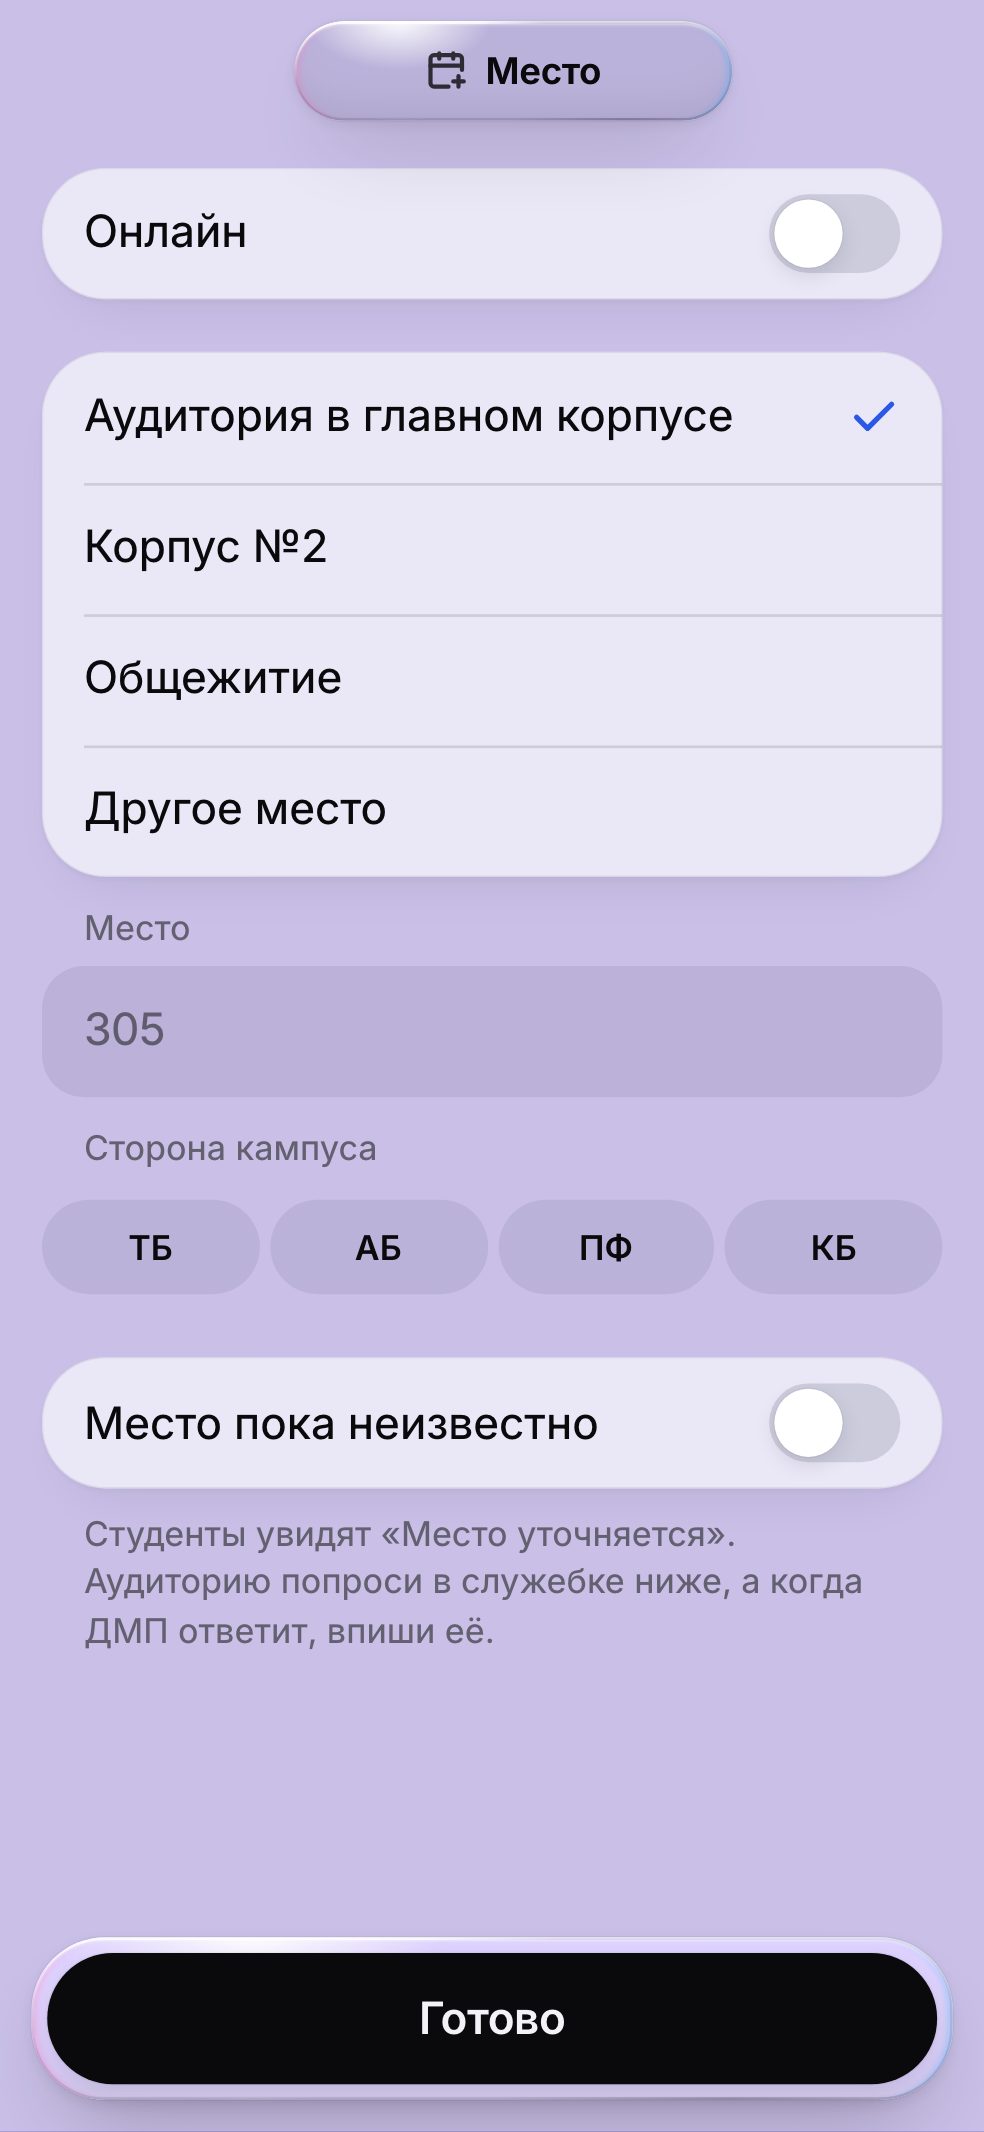 Место
Онлайн
Аудитория в главном корпусе
Корпус №2
Общежитие
Другое место
Место
305
Сторона кампуса
ТБ АБ ПФ КБ
Место пока неизвестно
Студенты увидят «Место уточняется».
Аудиторию попроси в служебке ниже, а когда
ДМП ответит, впиши её.
Готово